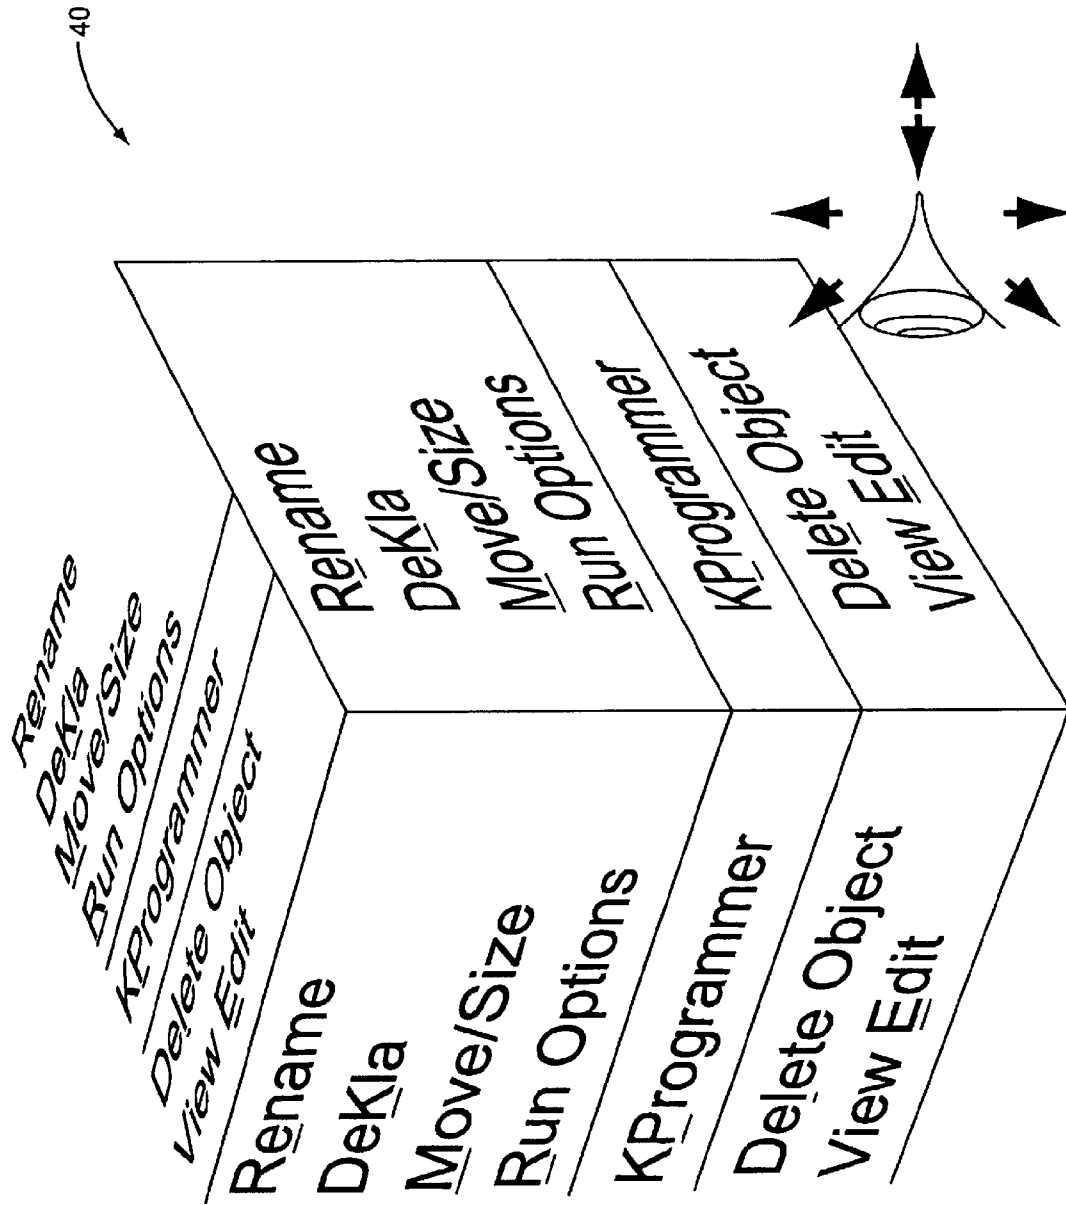 40
Rename
DeKla
Move/Size
Run Options
KProgrammer
Delete Object
View Edit
Rename
DeKla
Move/Size
Run Options
KProgrammer
Delete Object
View Edit
Rename
DeKla
Move/Size
Run Options
KProgrammer
Delete Object
View Edit